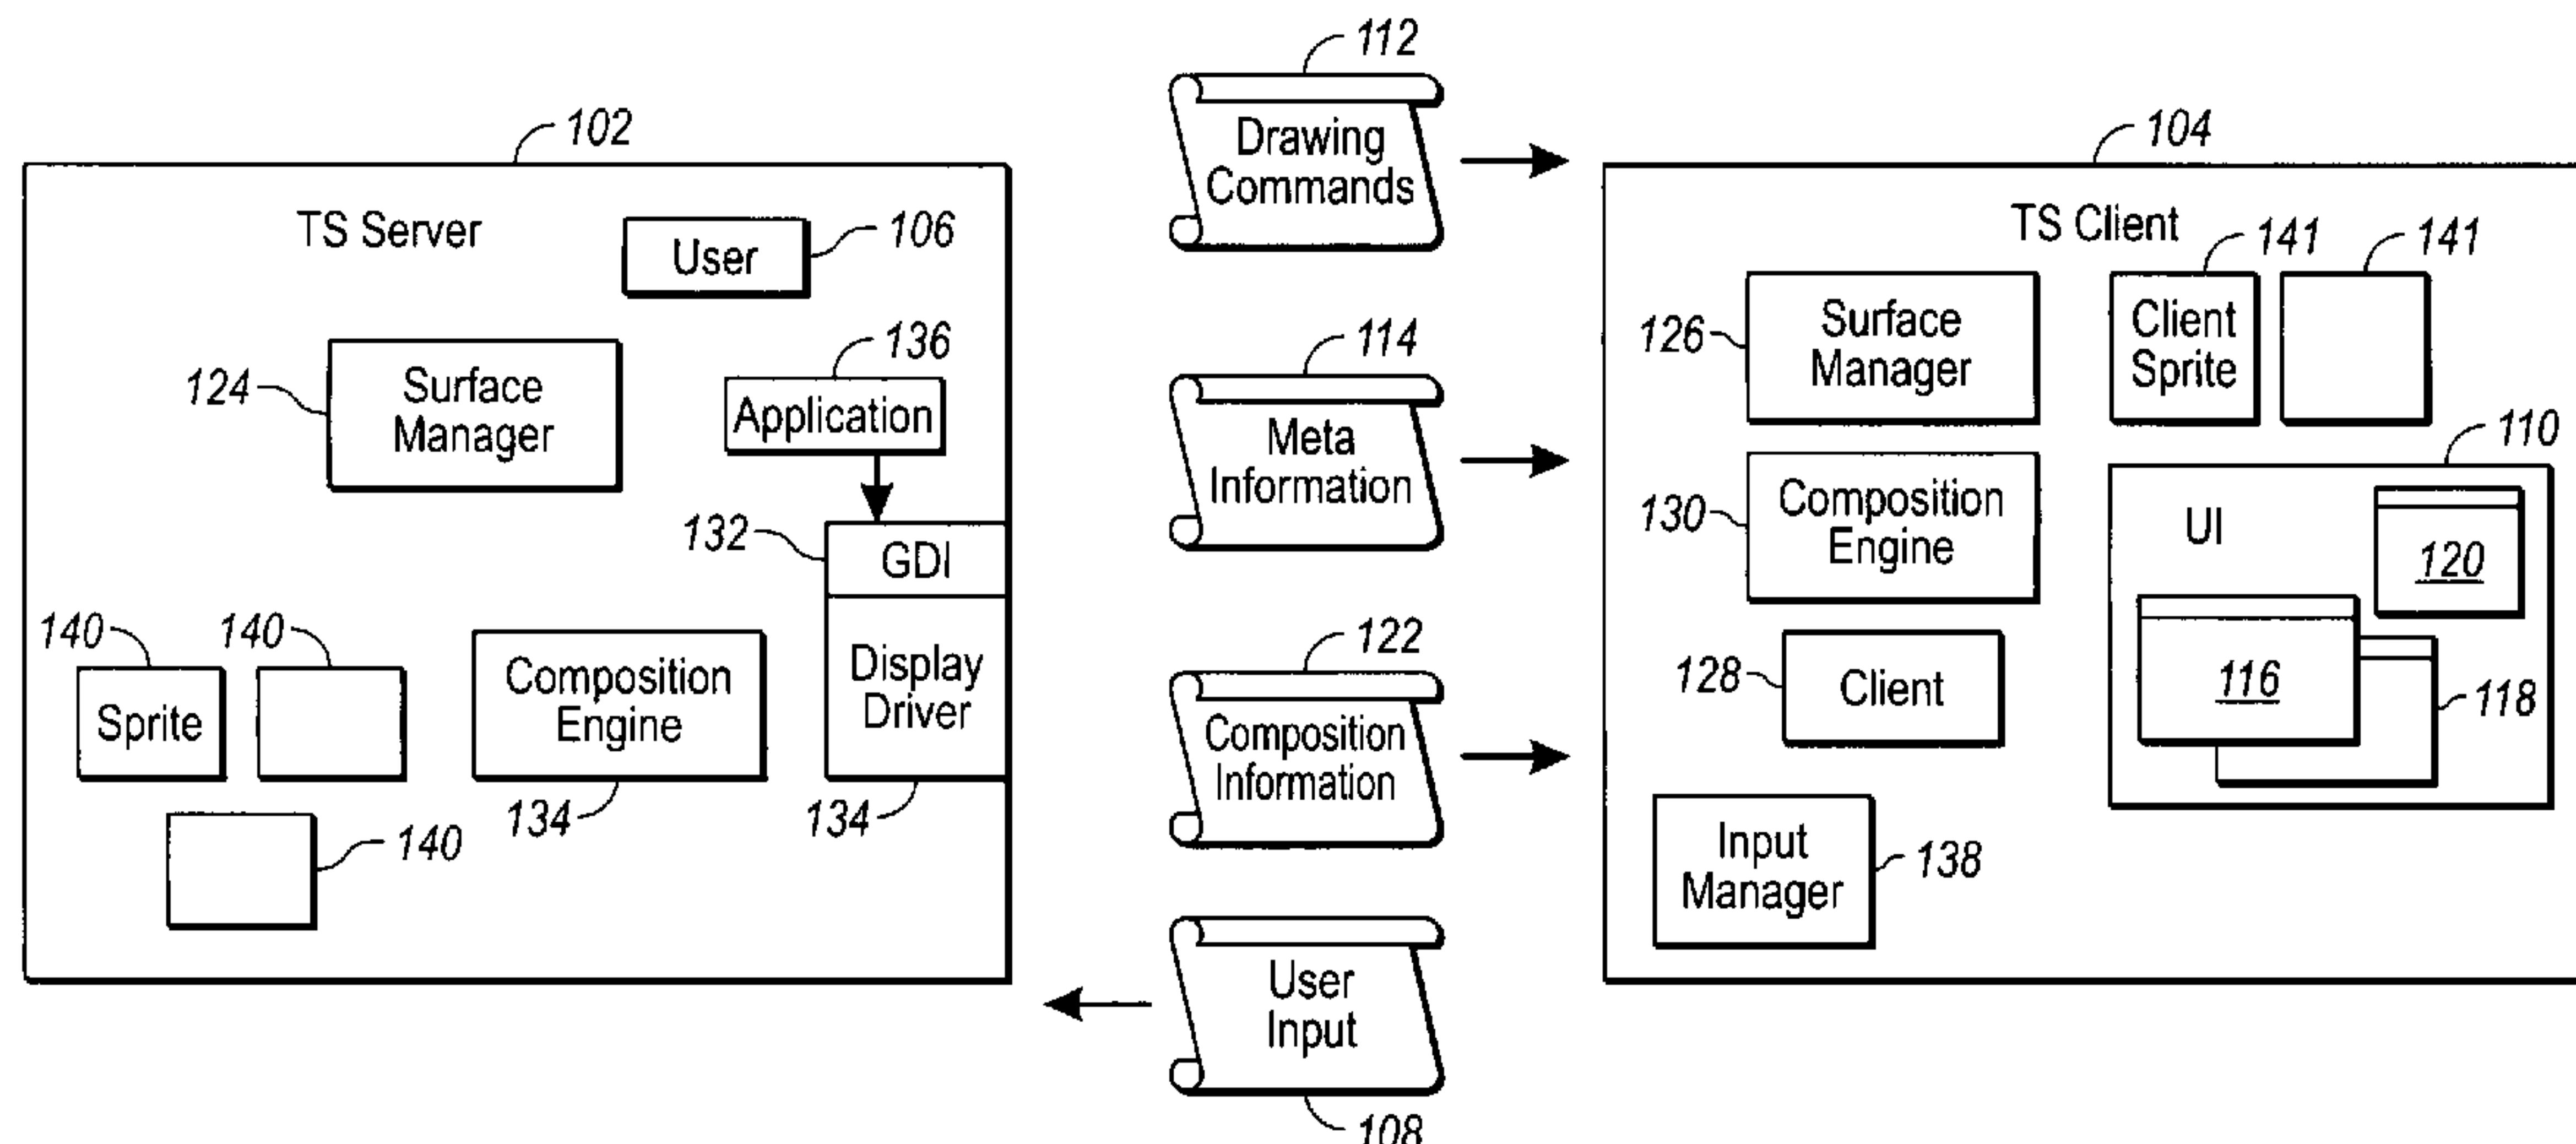 112
Drawing
Commands
102
TS Server
User
106
124
Surface
Manager
136
Application
132
GDI
Display
Driver
134
140
Sprite
140
Composition
Engine
134
140
114
Meta
Information
122
Composition
Information
User
Input
108
104
TS Client
126
Surface
Manager
141
Client
Sprite
141
130
Composition
Engine
110
UI
120
116
118
128
Client
Input
Manager
138